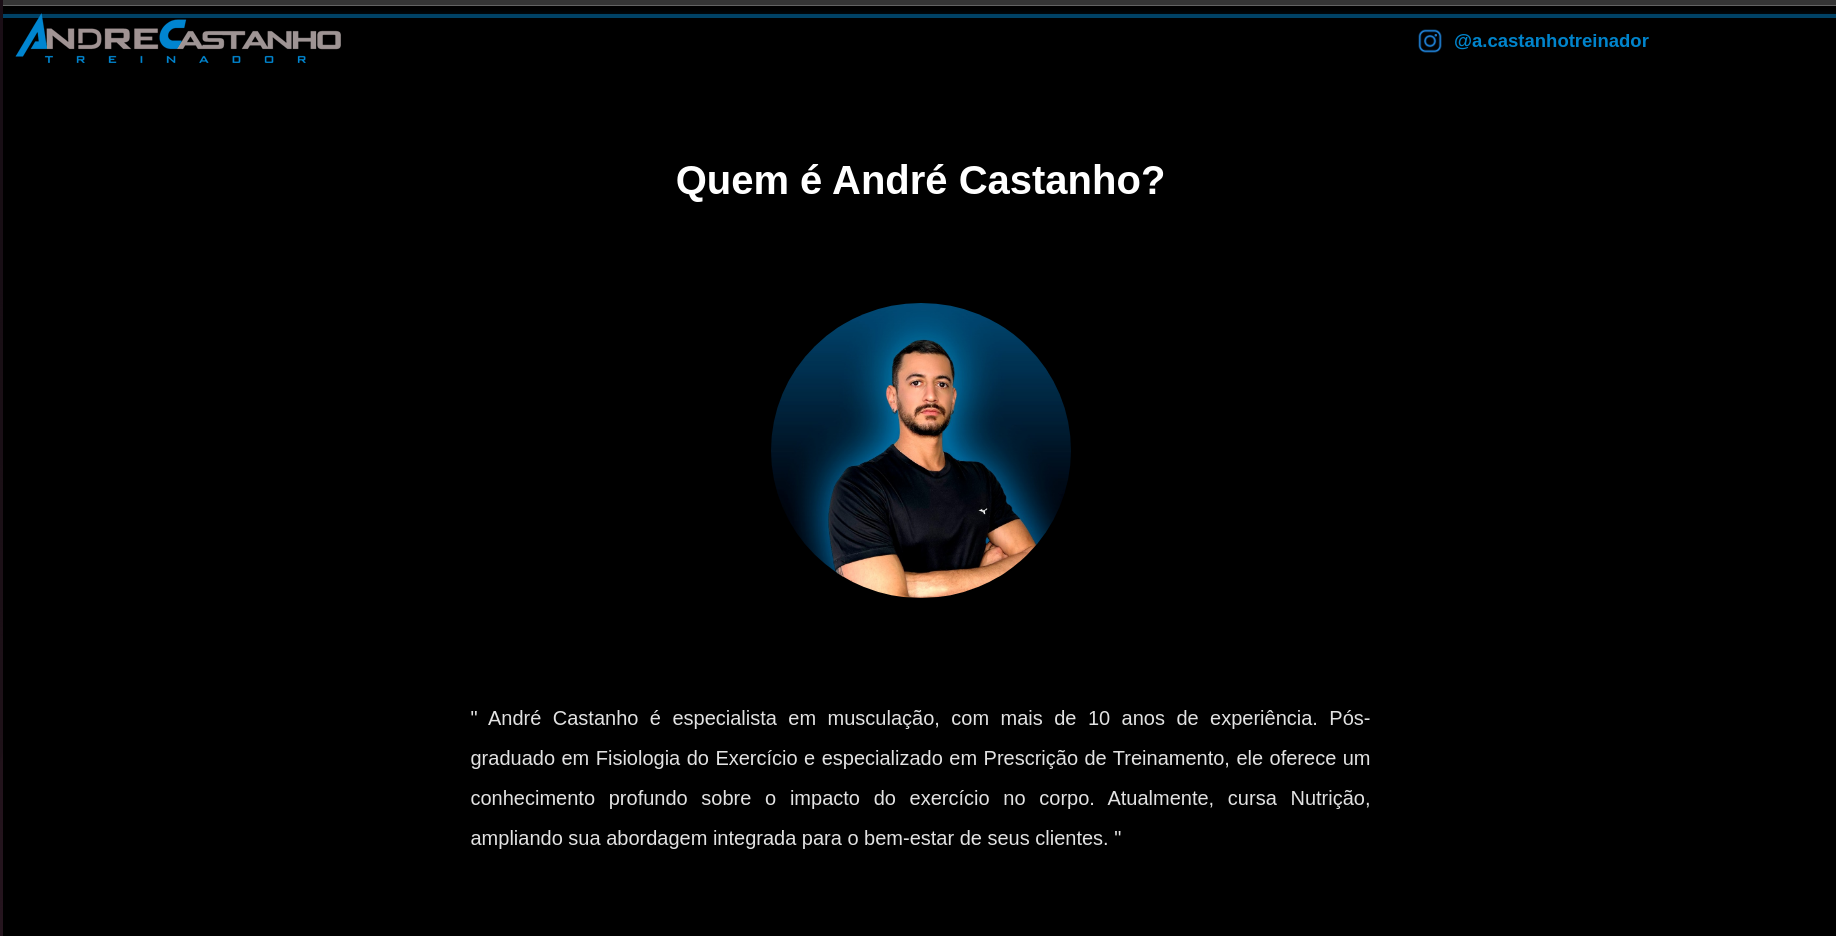 ANDRECASTANHO
TREINADOR
@a.castanhotreinador
Quem é André Castanho?
" André Castanho é especialista em musculação, com mais de 10 anos de experiência. Pós-
graduado em Fisiologia do Exercício e especializado em Prescrição de Treinamento, ele oferece um
conhecimento profundo sobre o impacto do exercício no corpo. Atualmente, cursa Nutrição,
ampliando sua abordagem integrada para o bem-estar de seus clientes. "